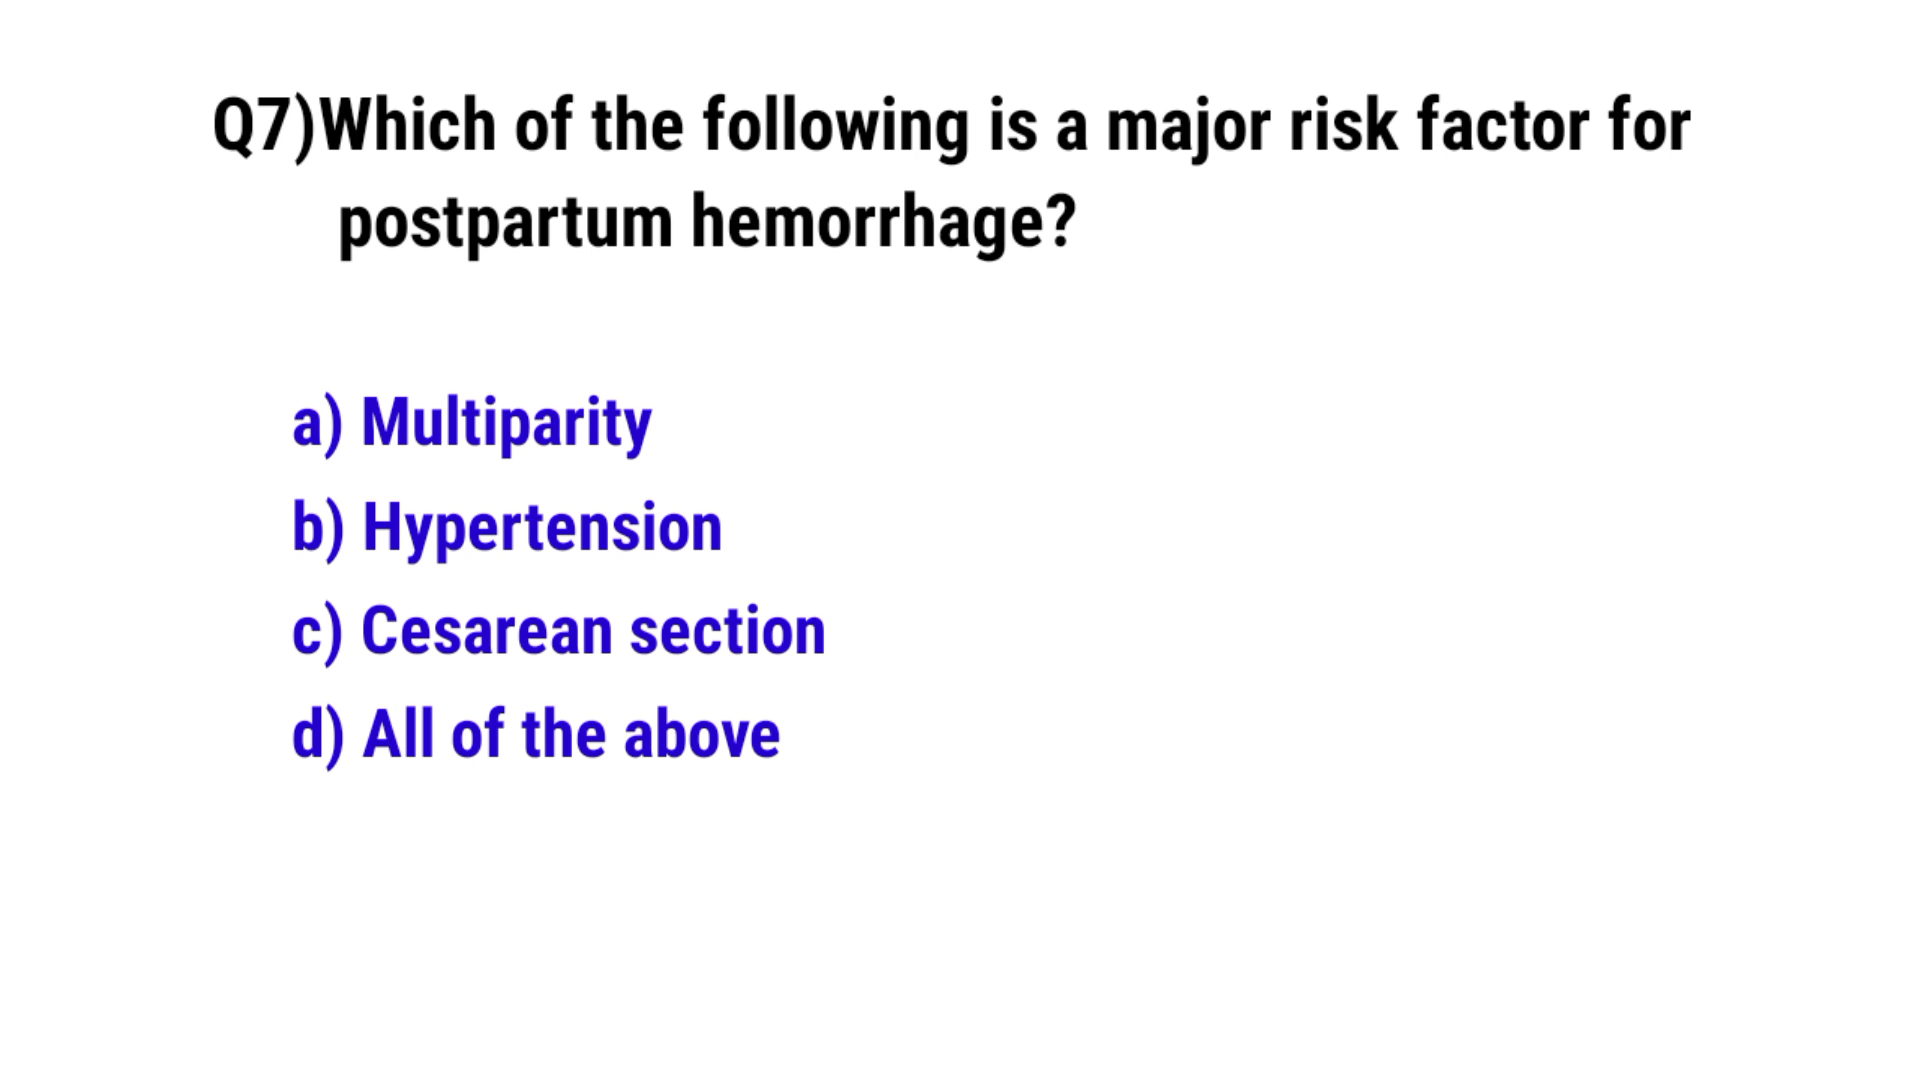 Q7)Which of the following is a major risk factor for
postpartum hemorrhage?
a) Multiparity
b) Hypertension
c) Cesarean section
d) All of the above